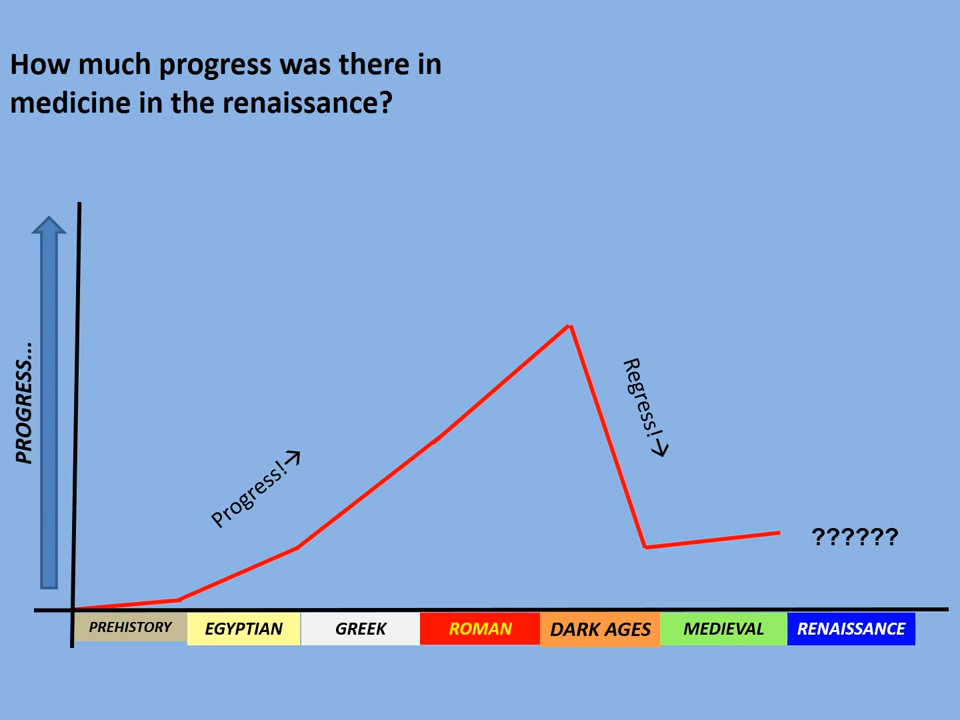 How much progress was there in
medicine in the renaissance?
PROGRESS...
Progress!→
Regress!→
??????
PREHISTORY
EGYPTIAN
GREEK
ROMAN
DARK AGES
MEDIEVAL
RENAISSANCE